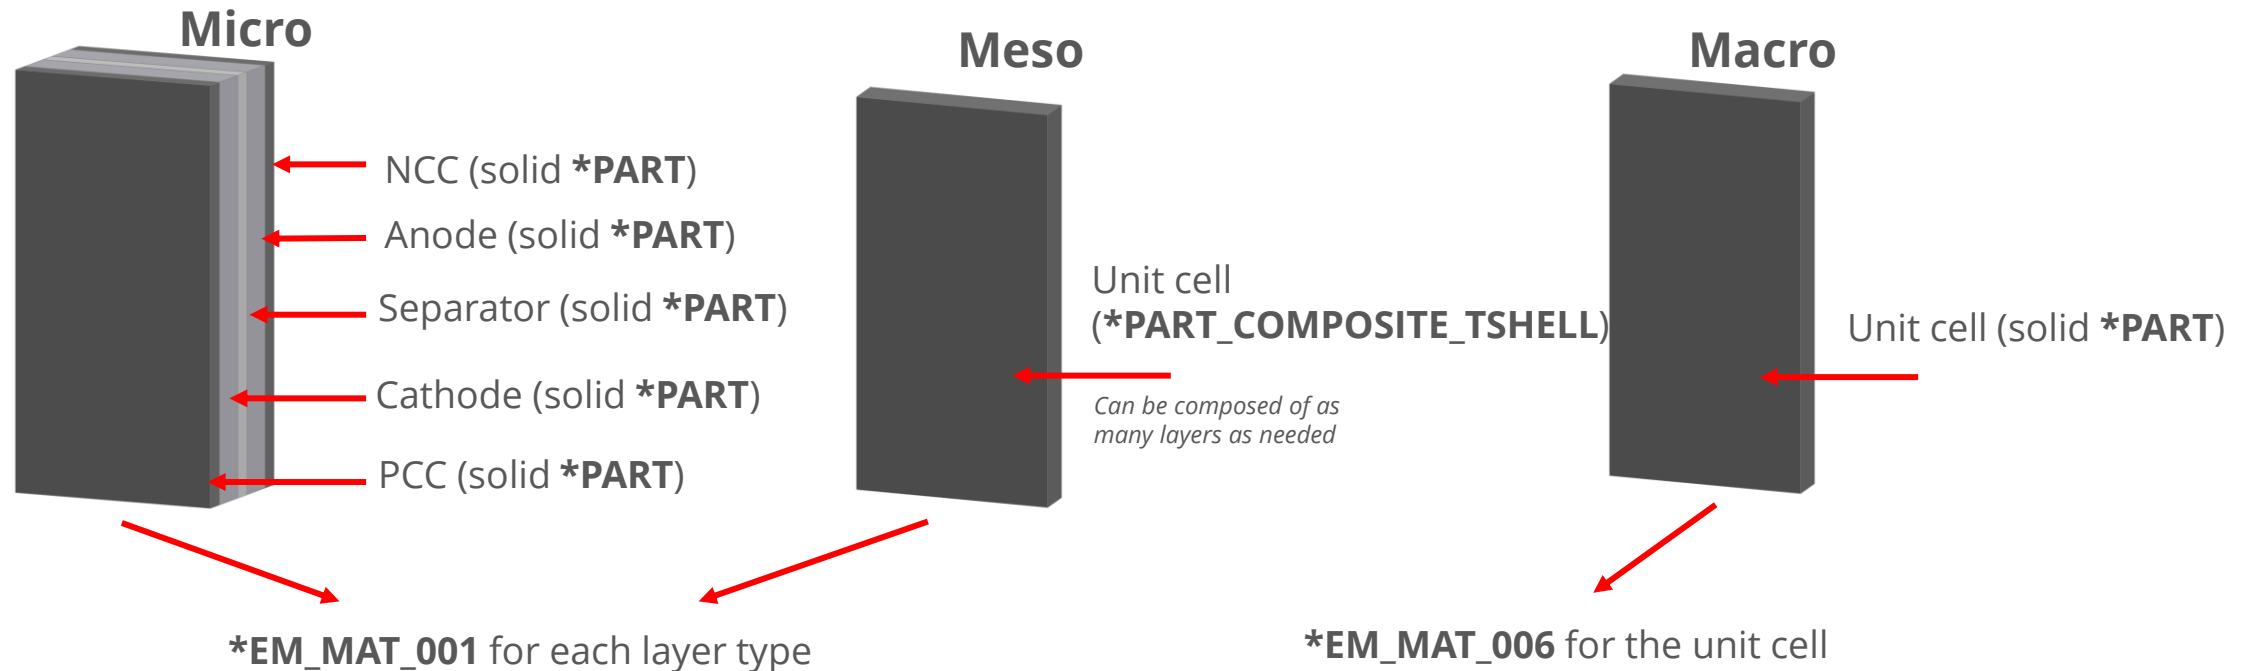 Micro
NCC (solid *PART)
Anode (solid *PART)
Separator (solid *PART)
Cathode (solid *PART)
PCC (solid *PART)
Meso
Unit cell
(*PART_COMPOSITE_TSHELL)
Can be composed of as
many layers as needed
*EM_MAT_001 for each layer type
Macro
Unit cell (solid *PART)
*EM_MAT_006 for the unit cell